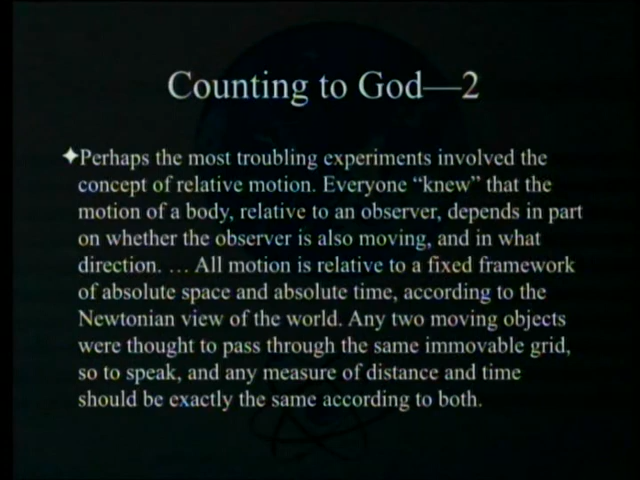 Counting to God—2
✦Perhaps the most troubling experiments involved the
concept of relative motion. Everyone “knew” that the
motion of a body, relative to an observer, depends in part
on whether the observer is also moving, and in what
direction. … All motion is relative to a fixed framework
of absolute space and absolute time, according to the
Newtonian view of the world. Any two moving objects
were thought to pass through the same immovable grid,
so to speak, and any measure of distance and time
should be exactly the same according to both.